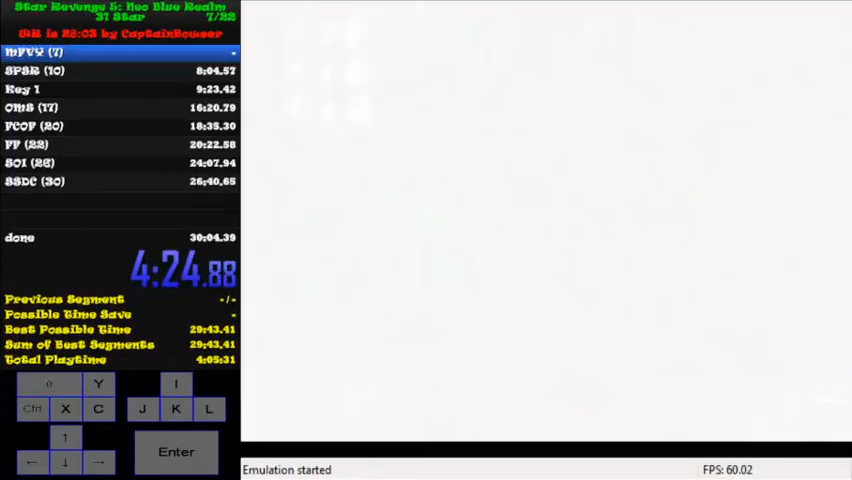 Star Revenge 5: Neo Blue Realm
31 Star 7/22
WR is 28:03 by CaptainBowser
MFVY (7) -
SPSR (10) 8:04.57
Key 1 9:23.42
OMS (17) 16:20.79
FCOF (20) 18:35.30
FF (22) 20:22.58
SOI (26) 24:07.94
SSDC (30) 26:40.65
done 30:04.39
4:24.88
Previous Segment -/-
Possible Time Save -
Best Possible Time 29:43.41
Sum of Best Segments 29:43.41
Total Playtime 4:05:31
⇧ Y I
Ctrl X C J K L
↑
← ↓ → Enter
Emulation started FPS: 60.02